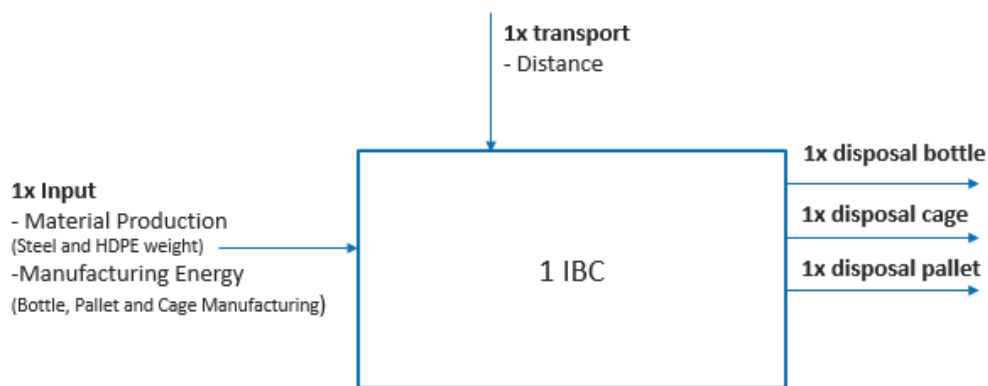 1x transport
- Distance
1x Input
- Material Production
(Steel and HDPE weight)
-Manufacturing Energy
(Bottle, Pallet and Cage Manufacturing)
1 IBC
1x disposal bottle
1x disposal cage
1x disposal pallet